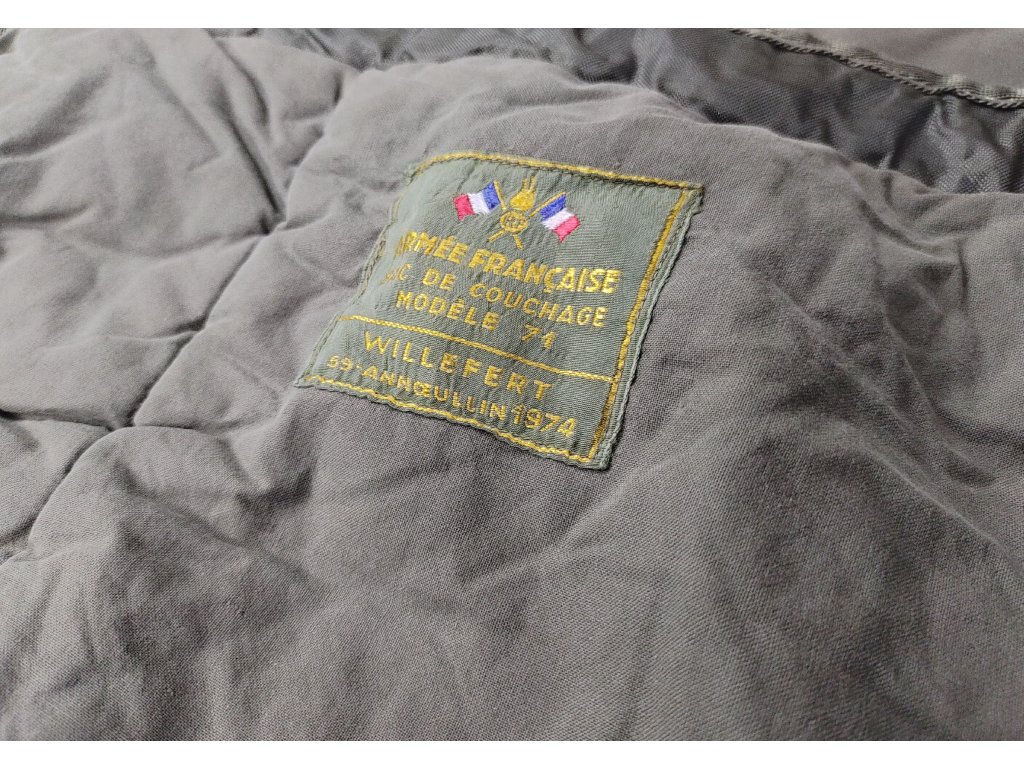 ARMÉE FRANÇAISE
SAC DE COUCHAGE
MODÈLE 71
WILLEFERT
59-ANNŒULLIN 1974